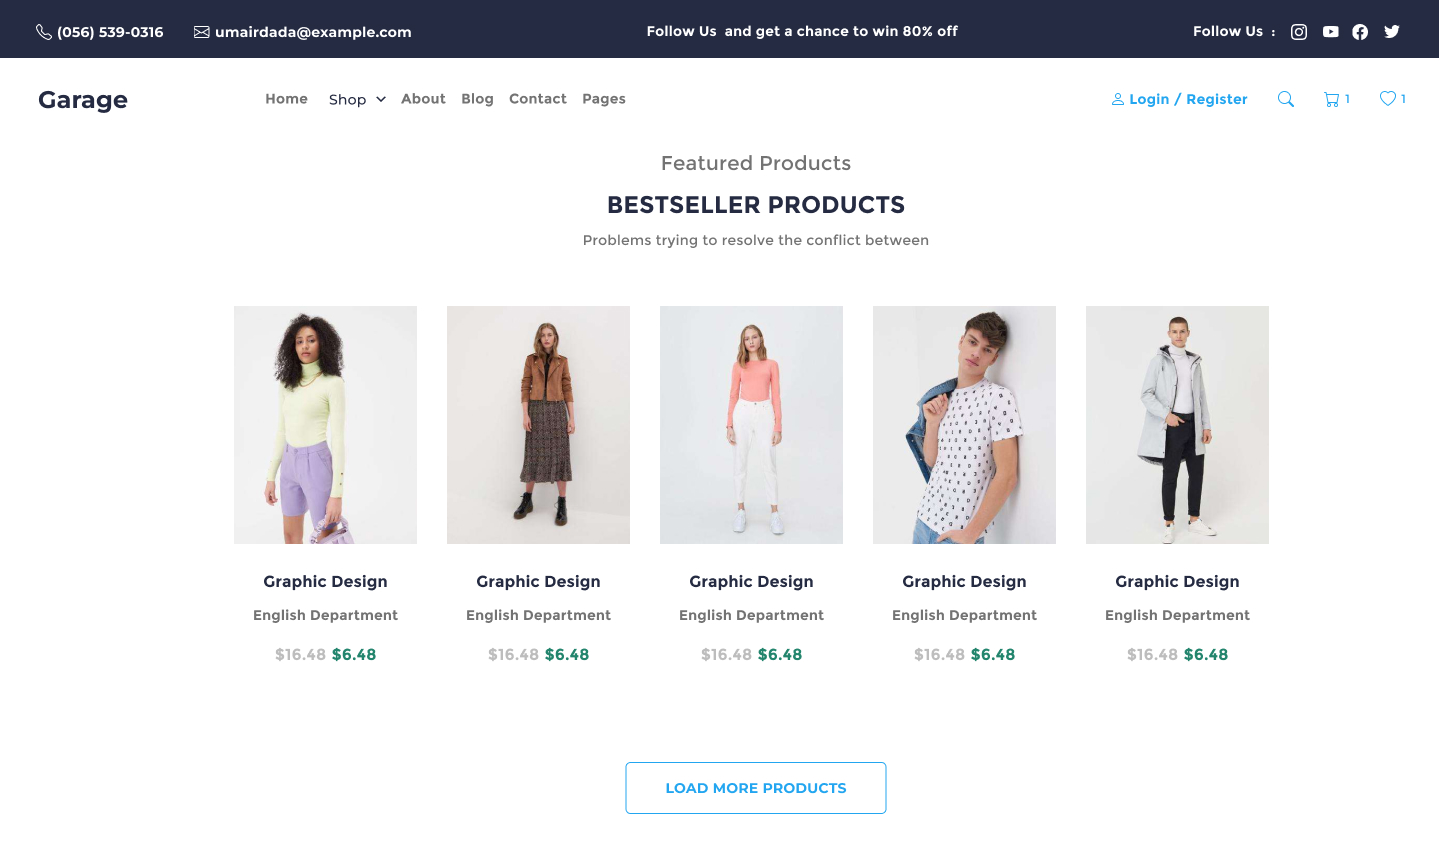 (056) 539-0316 umairdada@example.com Follow Us and get a chance to win 80% off Follow Us :
Garage Home Shop About Blog Contact Pages Login / Register 1 1
Featured Products
BESTSELLER PRODUCTS
Problems trying to resolve the conflict between
Graphic Design Graphic Design Graphic Design Graphic Design Graphic Design
English Department English Department English Department English Department English Department
$16.48 $6.48 $16.48 $6.48 $16.48 $6.48 $16.48 $6.48 $16.48 $6.48
LOAD MORE PRODUCTS